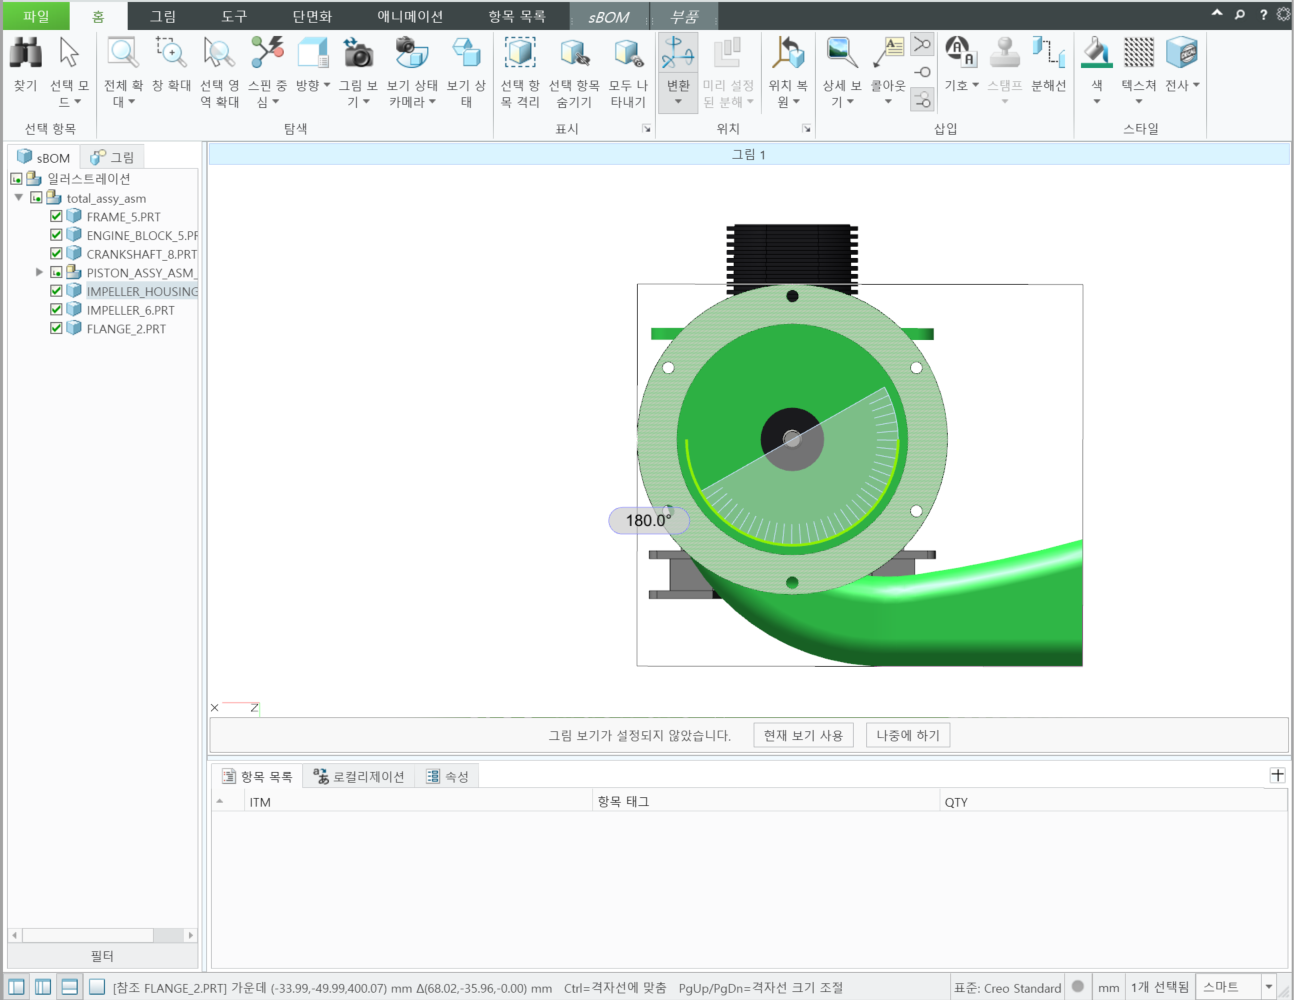 파일 홈 그림 도구 단면화 애니메이션 항목 목록 sBOM 부품
찾기
선택 모드
선택 항목
전체 확대
창 확대
선택 영역 확대
스핀 중심
방향
그림 보기
보기 상태 카메라
보기 상태
탐색
선택 항목 격리
선택 항목 숨기기
모두 나타내기
표시
변환
미리 설정된 분해
위치 복원
위치
상세 보기
콜아웃
기호
스탬프
분해선
삽입
색
텍스쳐
전사
스타일
sBOM 그림
일러스트레이션
total_assy_asm
FRAME_5.PRT
ENGINE_BLOCK_5.PR
CRANKSHAFT_8.PRT
PISTON_ASSY_ASM_
IMPELLER_HOUSING
IMPELLER_6.PRT
FLANGE_2.PRT
필터
그림 1
180.0°
X Z
그림 보기가 설정되지 않았습니다. 현재 보기 사용 나중에 하기
항목 목록 로컬리제이션 속성
ITM 항목 태그 QTY
[참조 FLANGE_2.PRT] 가운데 (-33.99,-49.99,400.07) mm Δ(68.02,-35.96,-0.00) mm Ctrl=격자선에 맞춤 PgUp/PgDn=격자선 크기 조절 표준: Creo Standard mm 1개 선택됨 스마트